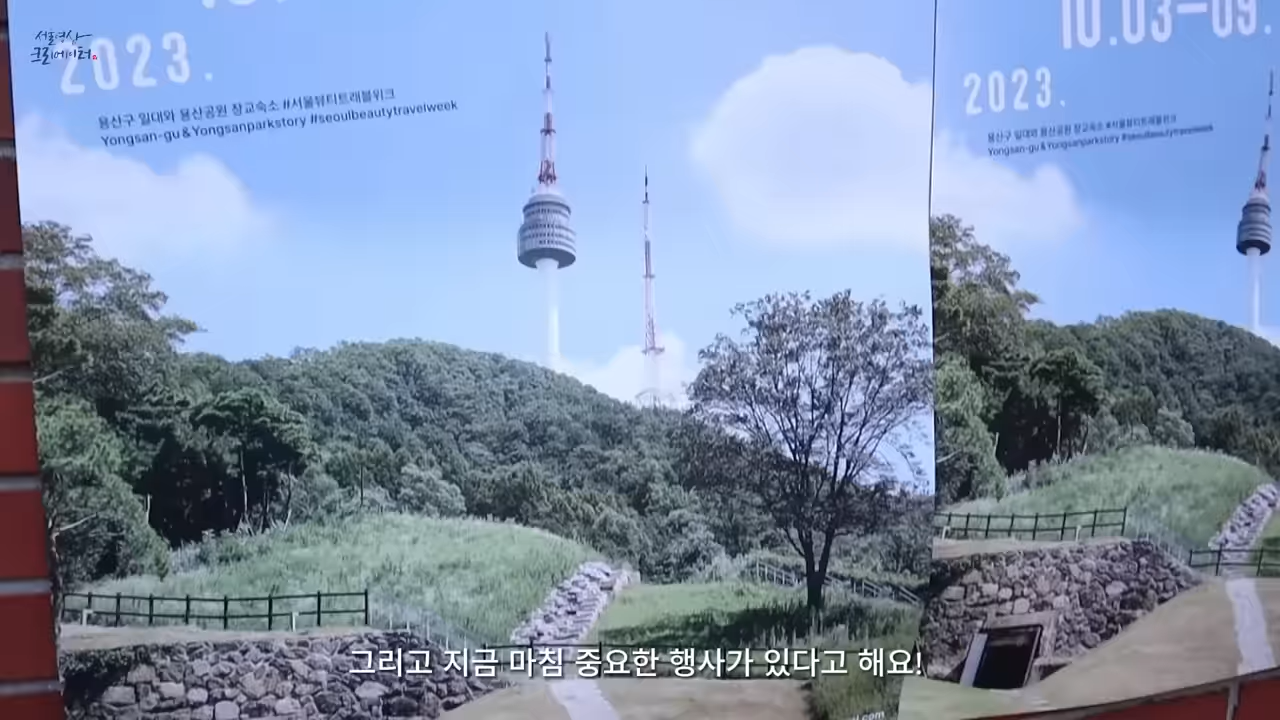 서울영상
크리에이터
2023.
용산구 일대와 용산공원 장교숙소 #서울뷰티트래블위크
Yongsan-gu & Yongsanparkstory #seoulbeautytravelweek
10.03–09.
2023.
용산구 일대와 용산공원 장교숙소 #서울뷰티트래블위크
Yongsan-gu & Yongsanparkstory #seoulbeautytravelweek
그리고 지금 마침 중요한 행사가 있다고 해요!